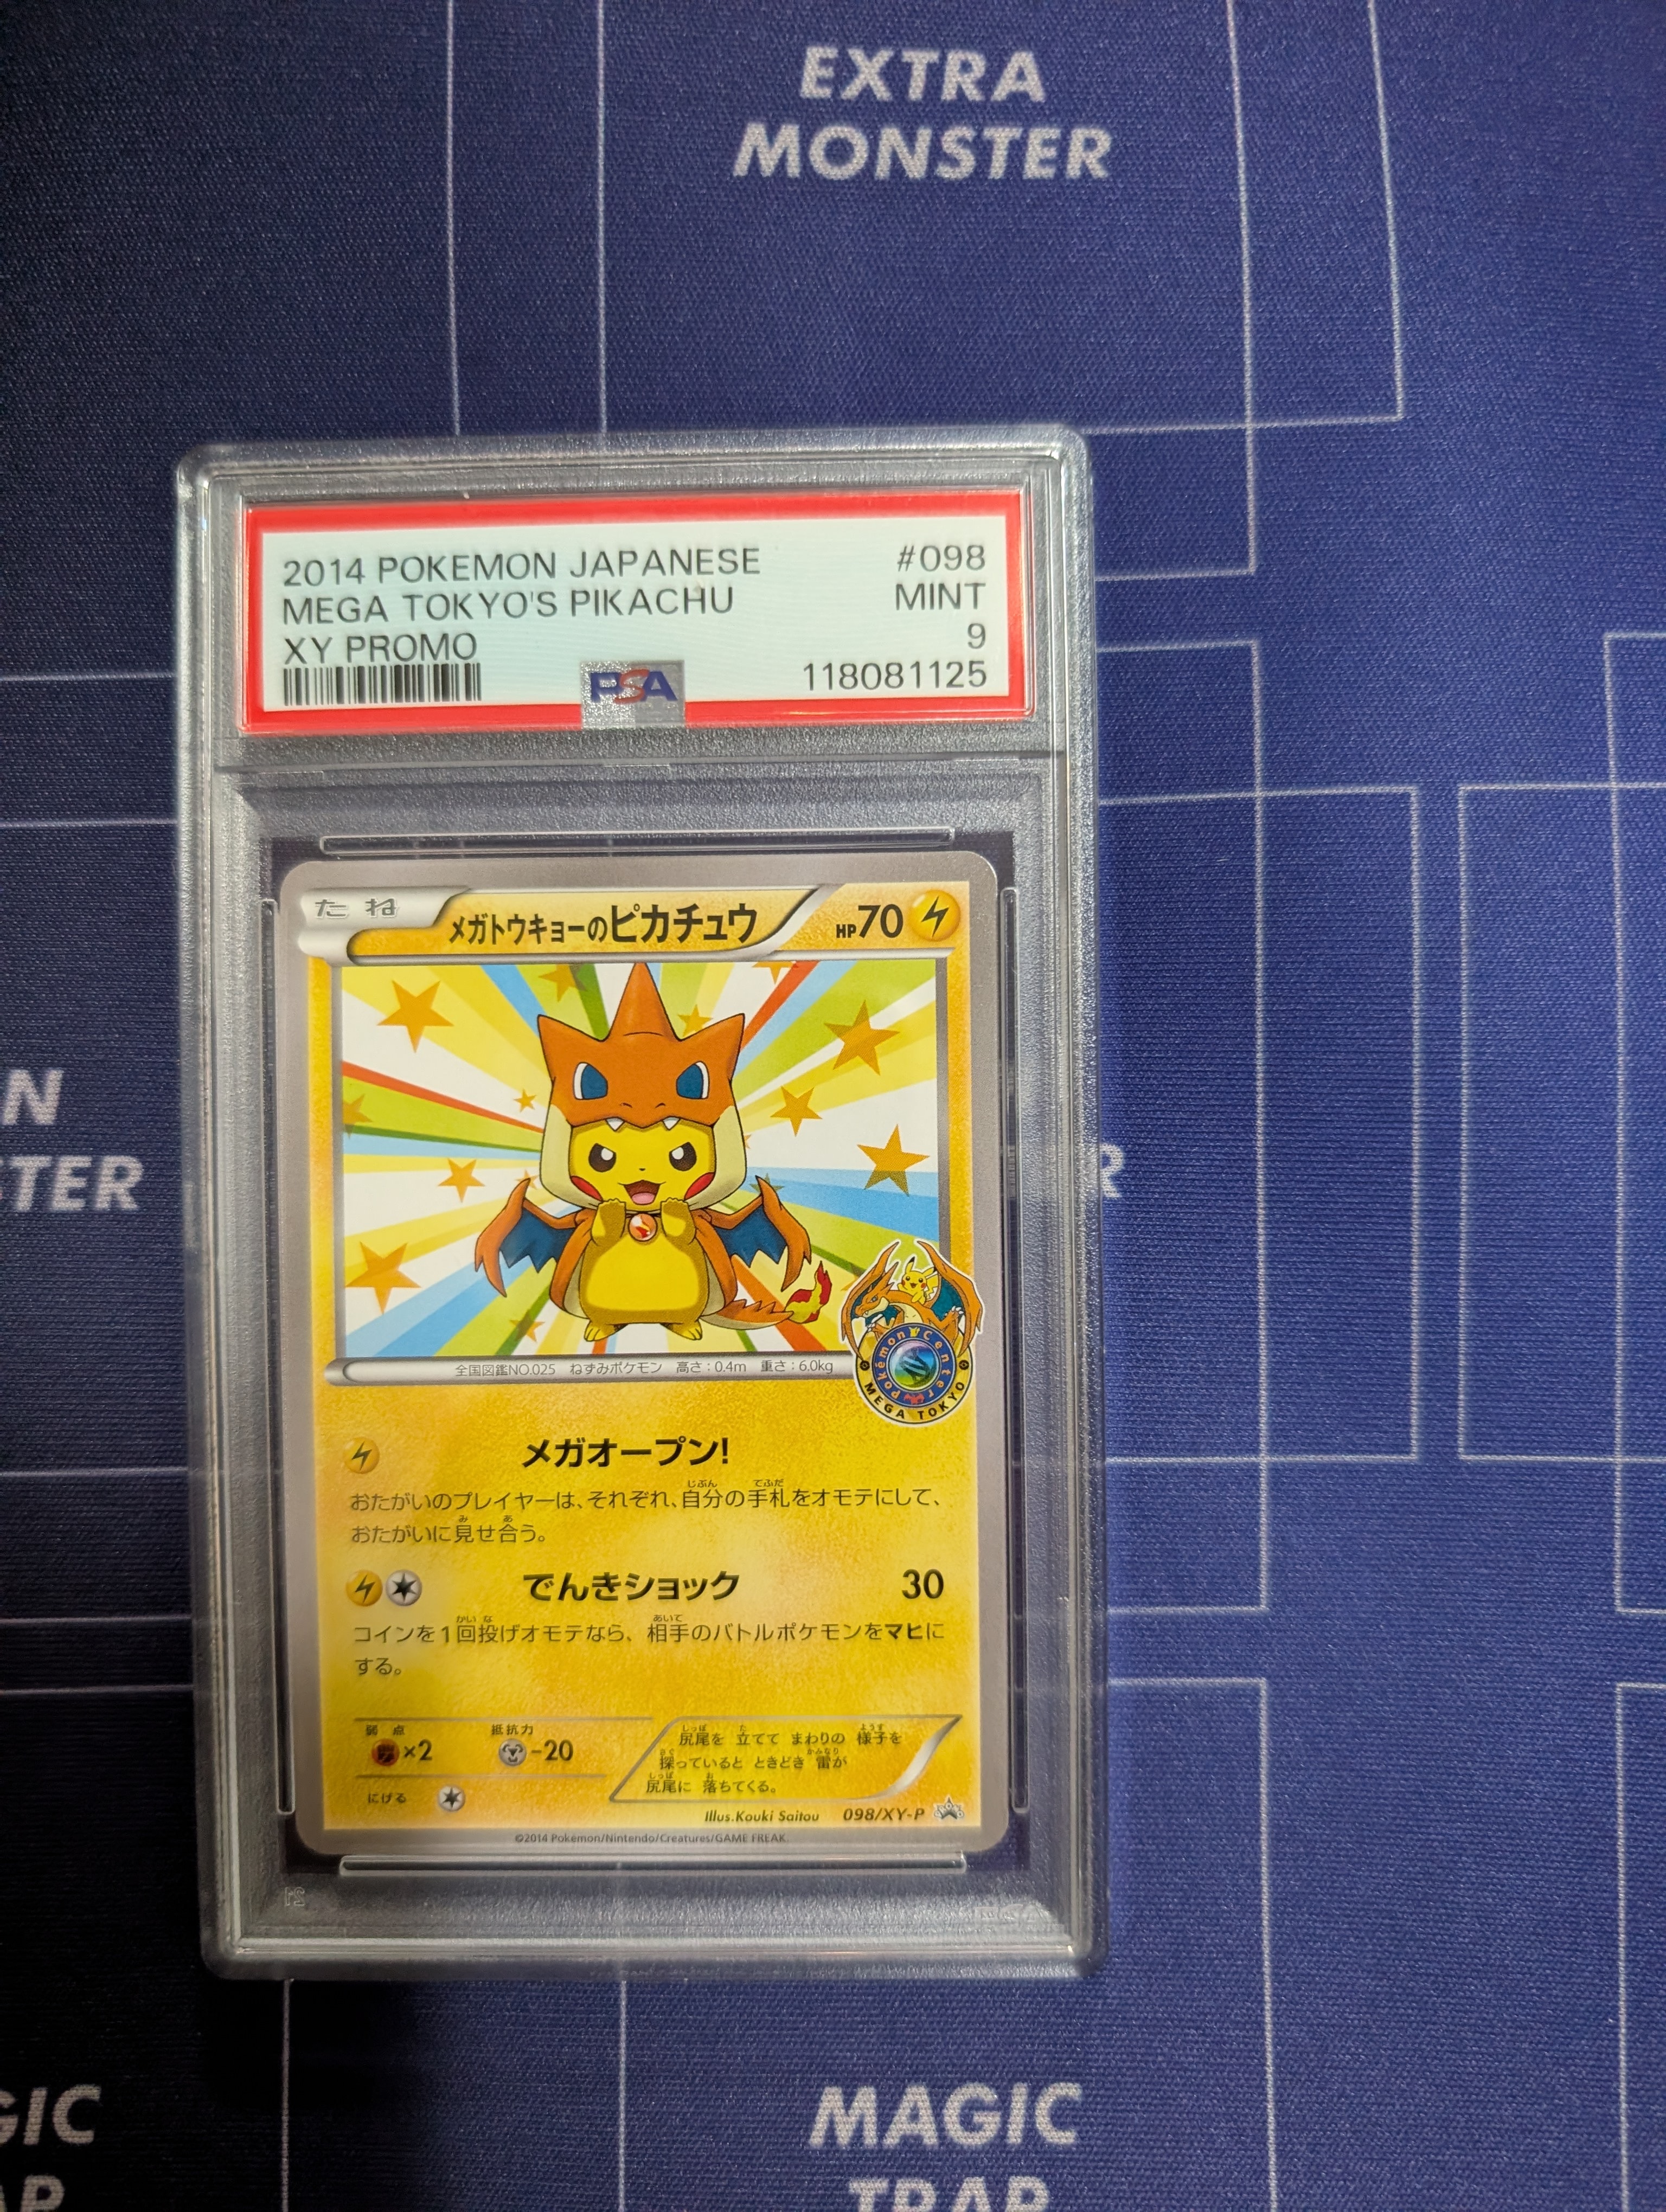 EXTRA
MONSTER
2014 POKEMON JAPANESE #098
MEGA TOKYO'S PIKACHU MINT
XY PROMO 9
PSA 118081125
たね メガトウキョーのピカチュウ HP70
全国図鑑NO.025 ねずみポケモン 高さ:0.4m 重さ:6.0kg
Pokémon Center
MEGA TOKYO
メガオープン!
おたがいのプレイヤーは、それぞれ、自分の手札をオモテにして、
おたがいに見せ合う。
でんきショック 30
コインを1回投げオモテなら、相手のバトルポケモンをマヒに
する。
弱点 抵抗力
×2 -20
にげる
尻尾を 立てて まわりの 様子を
探っていると ときどき 雷が
尻尾に 落ちてくる。
Illus.Kouki Saitou 098/XY-P
©2014 Pokémon/Nintendo/Creatures/GAME FREAK.
MAGIC
TRAP